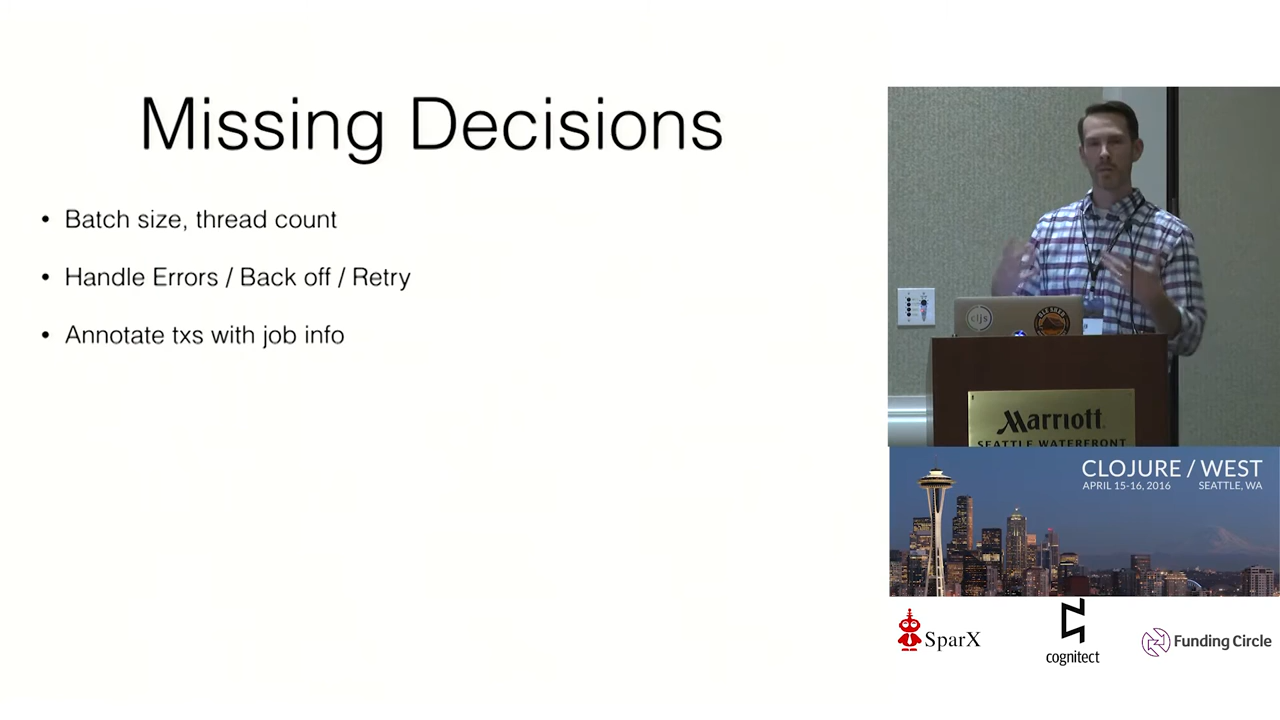 Missing Decisions
• Batch size, thread count
• Handle Errors / Back off / Retry
• Annotate txs with job info
cljs
Marriott
SEATTLE WATERFRONT
CLOJURE / WEST
APRIL 15-16, 2016 SEATTLE, WA
SparX
cognitect
Funding Circle